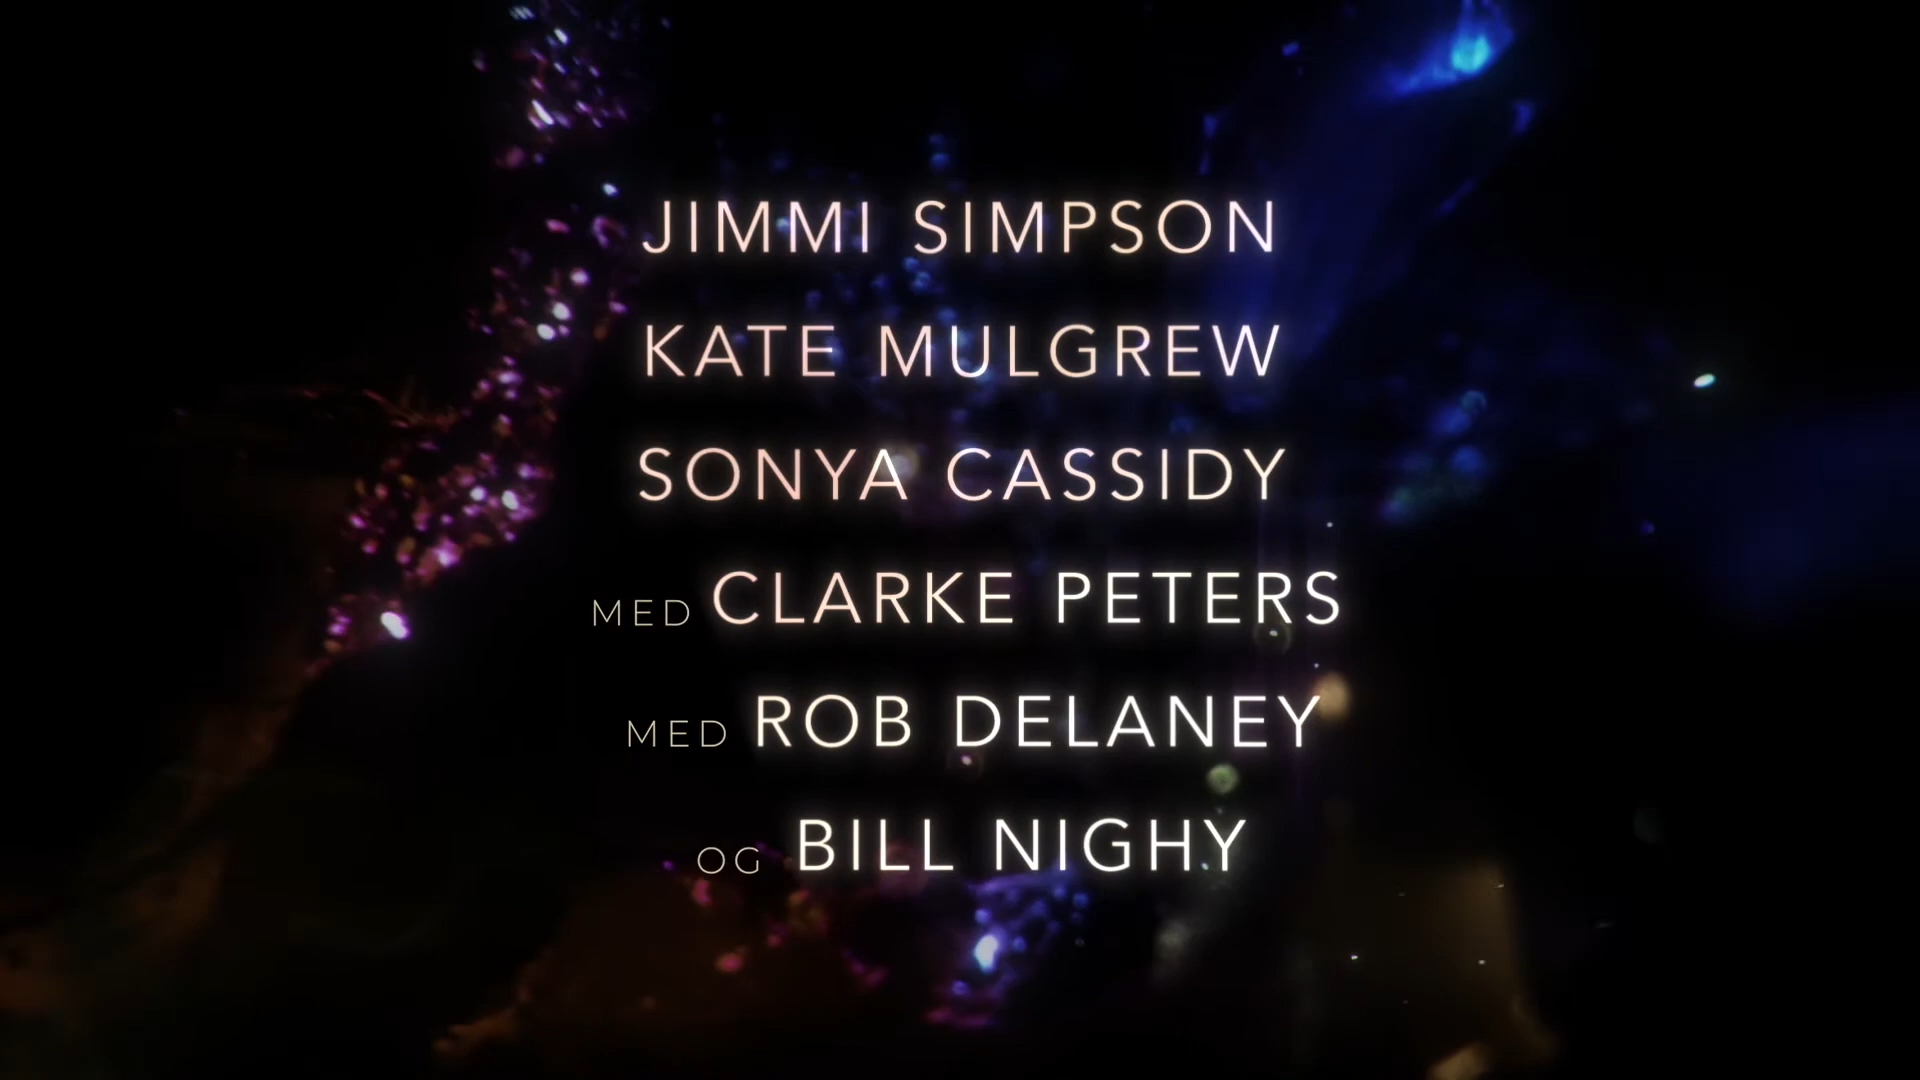 JIMMI SIMPSON
KATE MULGREW
SONYA CASSIDY
MED CLARKE PETERS
MED ROB DELANEY
OG BILL NIGHY